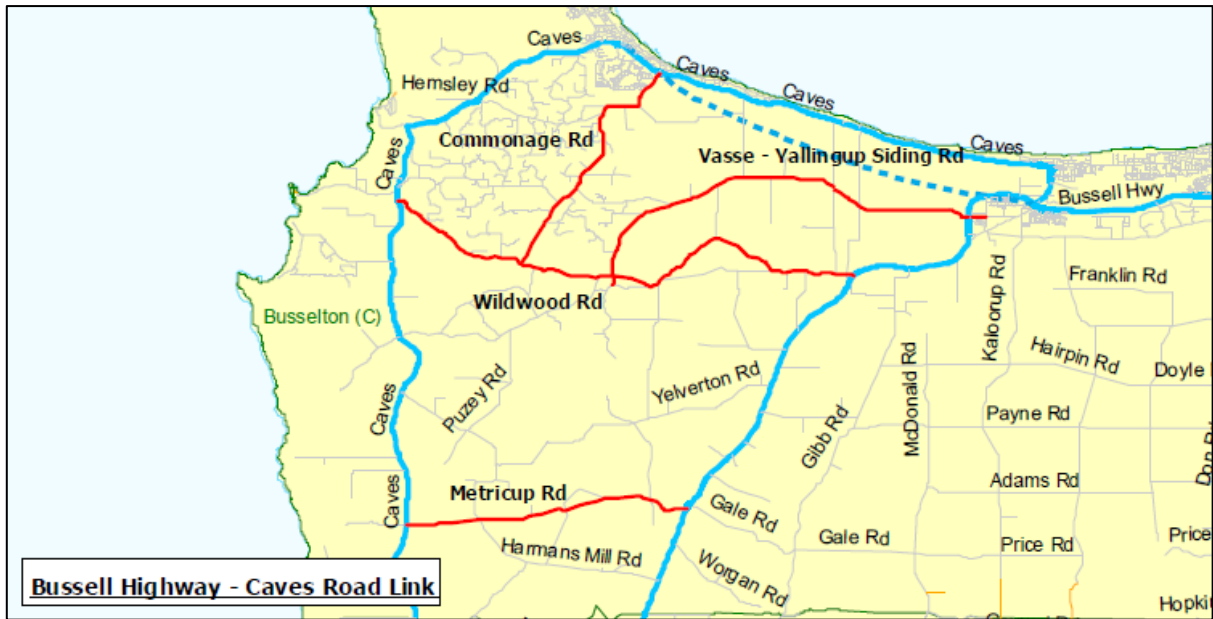 Caves
Caves
Caves
Hemsley Rd
Commonage Rd
Caves
Vasse - Yallingup Siding Rd
Caves
Bussell Hwy
Wildwood Rd
Busselton (C)
Franklin Rd
Kaloorup Rd
Hairpin Rd
McDonald Rd
Doyle
Yelverton Rd
Puzey Rd
Caves
Gibb Rd
Payne Rd
Adams Rd
Metricup Rd
Caves
Gale Rd
Gale Rd
Price Rd
Price
Harmans Mill Rd
Worgan Rd
Hopkit
Bussell Highway - Caves Road Link